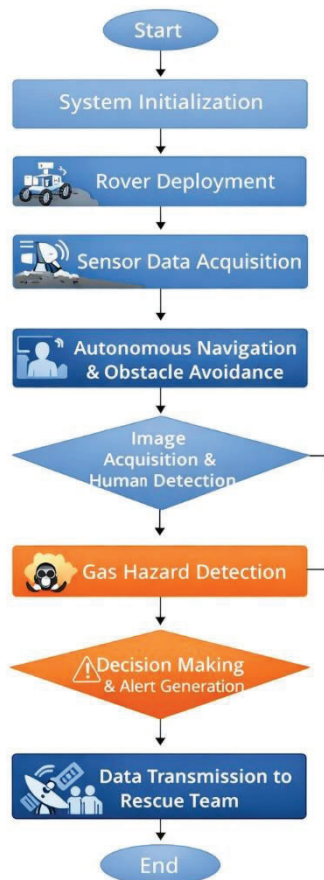 Start
System Initialization
Rover Deployment
Sensor Data Acquisition
Autonomous Navigation
& Obstacle Avoidance
Image
Acquisition &
Human Detection
Gas Hazard Detection
Decision Making
& Alert Generation
Data Transmission to
Rescue Team
End